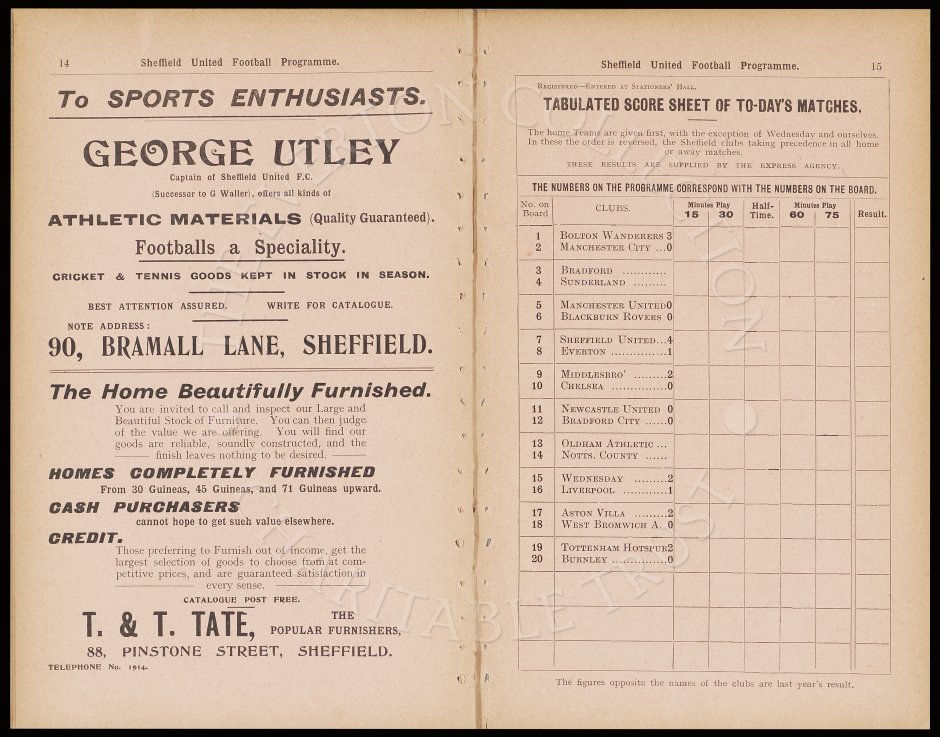 14 Sheffield United Football Programme.
To SPORTS ENTHUSIASTS.
GEORGE UTLEY
Captain of Sheffield United F.C.
(Successor to G Waller), offers all kinds of
ATHLETIC MATERIALS (Quality Guaranteed).
Footballs a Speciality.
CRICKET & TENNIS GOODS KEPT IN STOCK IN SEASON.
BEST ATTENTION ASSURED. WRITE FOR CATALOGUE.
NOTE ADDRESS:
90, BRAMALL LANE, SHEFFIELD.
The Home Beautifully Furnished.
You are invited to call and inspect our Large and
Beautiful Stock of Furniture. You can then judge
of the value we are offering. You will find our
goods are reliable, soundly constructed, and the
finish leaves nothing to be desired.
HOMES COMPLETELY FURNISHED
From 30 Guineas, 45 Guineas, and 71 Guineas upward.
CASH PURCHASERS
cannot hope to get such value elsewhere.
CREDIT.
Those preferring to Furnish out of income, get the
largest selection of goods to choose from at com-
petitive prices, and are guaranteed satisfaction in
every sense.
CATALOGUE POST FREE.
T. & T. TATE, THE
POPULAR FURNISHERS,
88, PINSTONE STREET, SHEFFIELD.
TELEPHONE No. 1914.
Sheffield United Football Programme. 15
REGISTERED—ENTERED AT STATIONERS' HALL.
TABULATED SCORE SHEET OF TO-DAY'S MATCHES.
The home Teams are given first, with the exception of Wednesday and ourselves.
In these the order is reversed, the Sheffield clubs taking precedence in all home
or away matches.
THESE RESULTS ARE SUPPLIED BY THE EXPRESS AGENCY.
THE NUMBERS ON THE PROGRAMME CORRESPOND WITH THE NUMBERS ON THE BOARD.
No. on Board CLUBS. Minutes Play 15 30 Half-Time. Minutes Play 60 75 Result.
1 BOLTON WANDERERS 3
2 MANCHESTER CITY ...0
3 BRADFORD ............
4 SUNDERLAND .........
5 MANCHESTER UNITED0
6 BLACKBURN ROVERS 0
7 SHEFFIELD UNITED...4
8 EVERTON ...............1
9 MIDDLESBRO' .........2
10 CHELSEA ..............0
11 NEWCASTLE UNITED 0
12 BRADFORD CITY ......0
13 OLDHAM ATHLETIC ...
14 NOTTS. COUNTY ......
15 WEDNESDAY .........2
16 LIVERPOOL ............1
17 ASTON VILLA .........2
18 WEST BROMWICH A. 0
19 TOTTENHAM HOTSPUR2
20 BURNLEY ..............0
The figures opposite the names of the clubs are last year's result.
EVERTON COLLECTION
CHARITABLE TRUST